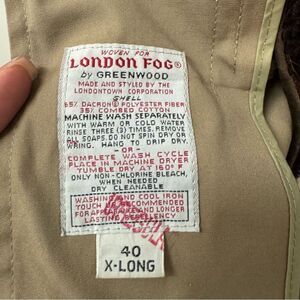 WOVEN FOR
LONDON FOG®
by GREENWOOD
MADE AND STYLED BY THE
LONDONTOWN CORPORATION
SHELL
65% DACRON® POLYESTER FIBER
35% COMBED COTTON
MACHINE WASH SEPARATELY
WITH WARM OR COLD WATER
RINSE THREE (3) TIMES. REMOVE
ALL SOAPS. DO NOT SPIN DRY OR
WRING. HANG TO DRIP DRY.
- OR -
COMPLETE WASH CYCLE
PLACE IN MACHINE DRYER
TUMBLE DRY AT 160° F
ONLY NON-CHLORINE BLEACH,
WHEN NEEDED
DRY CLEANABLE
WASHING AND COOL IRON
TOUCH UP RECOMMENDED
FOR APPEARANCE AND LONGER
LASTING REPELLENCY
40
X-LONG